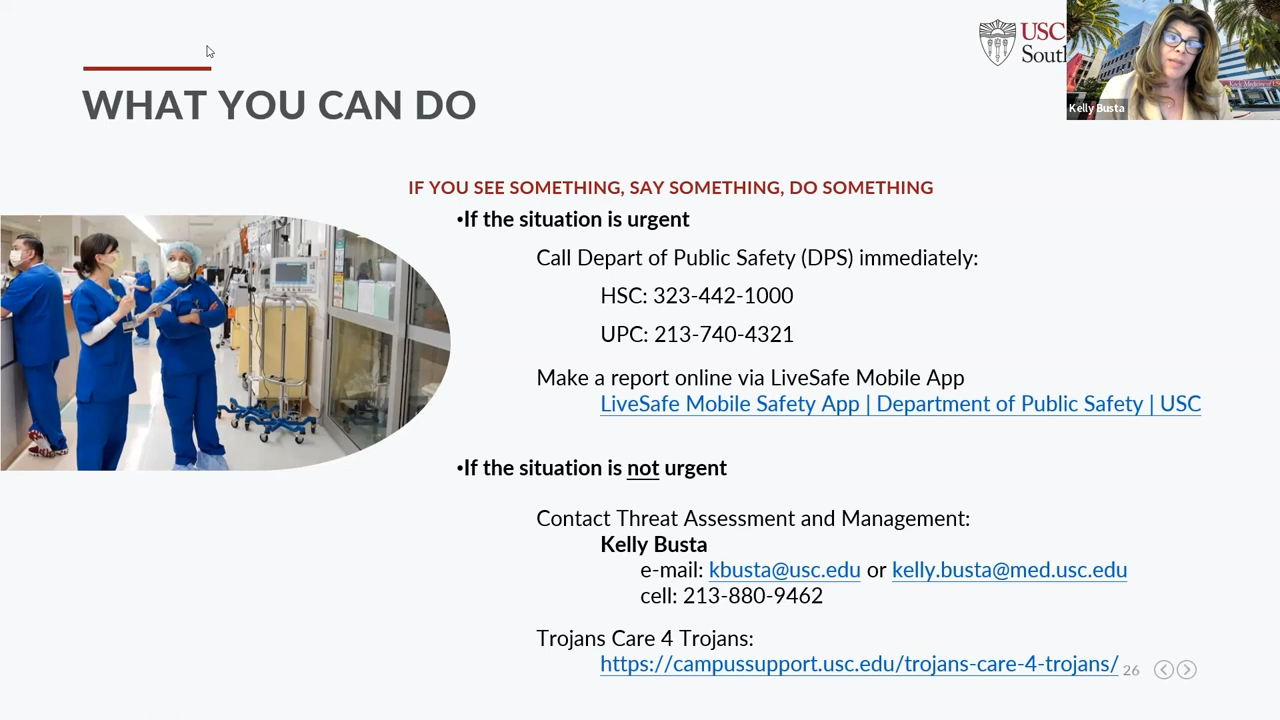 USC
WHAT YOU CAN DO
Kelly Busta
IF YOU SEE SOMETHING, SAY SOMETHING, DO SOMETHING
•If the situation is urgent
Call Depart of Public Safety (DPS) immediately:
HSC: 323-442-1000
UPC: 213-740-4321
Make a report online via LiveSafe Mobile App
LiveSafe Mobile Safety App | Department of Public Safety | USC
•If the situation is not urgent
Contact Threat Assessment and Management:
Kelly Busta
e-mail: kbusta@usc.edu or kelly.busta@med.usc.edu
cell: 213-880-9462
Trojans Care 4 Trojans:
https://campussupport.usc.edu/trojans-care-4-trojans/
26